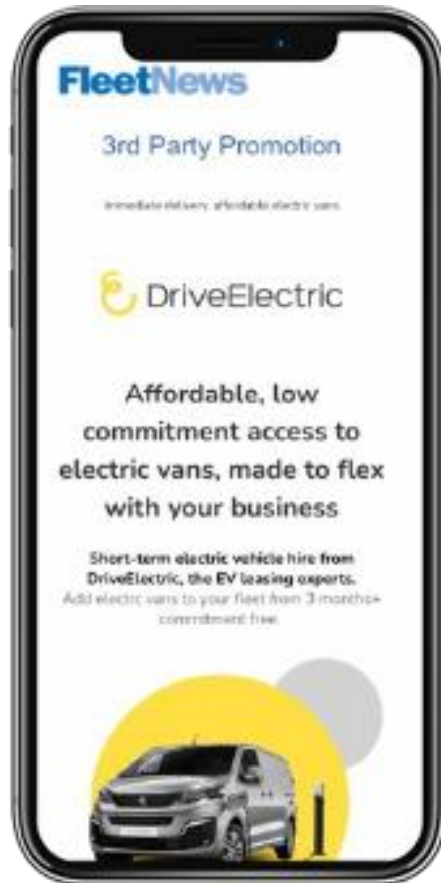 FleetNews
3rd Party Promotion
Immediate delivery, affordable electric vans
DriveElectric
Affordable, low
commitment access to
electric vans, made to flex
with your business
Short-term electric vehicle hire from
DriveElectric, the EV leasing experts.
Add electric vans to your fleet from 3 months+
commitment free